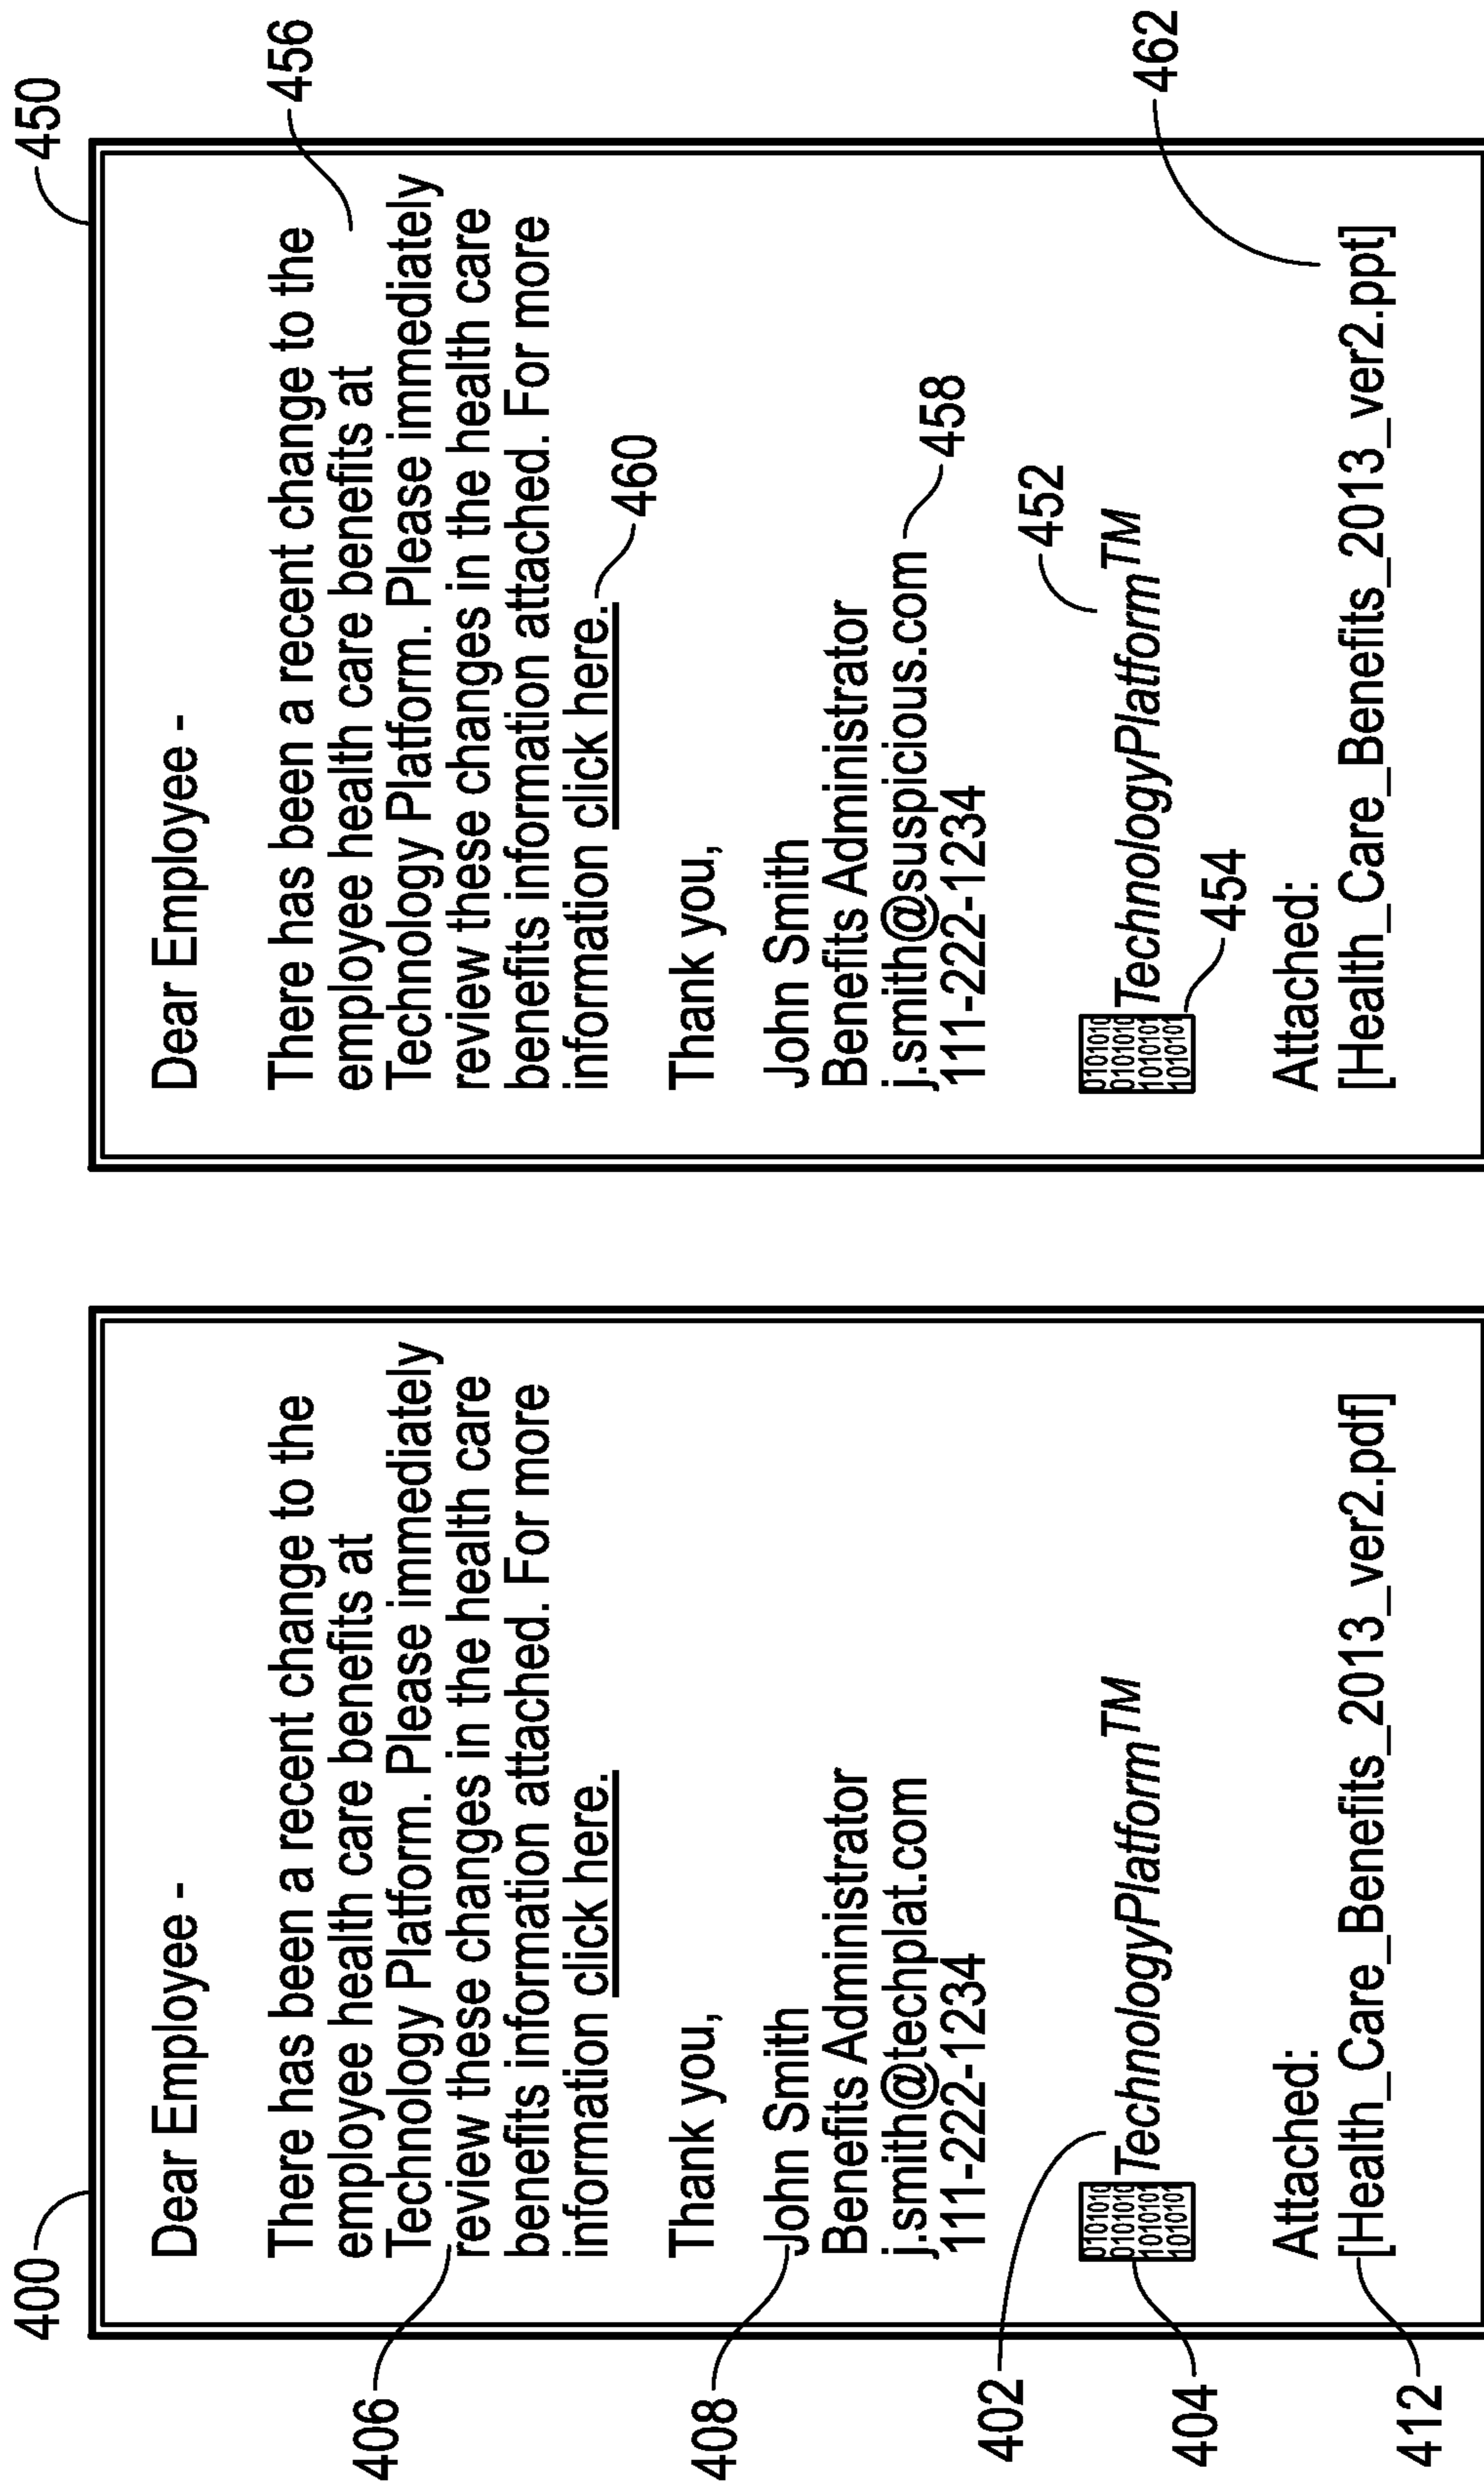 400
Dear Employee -
There has been a recent change to the
employee health care benefits at
Technology Platform. Please immediately
review these changes in the health care
benefits information attached. For more
information click here.
Thank you,
John Smith
Benefits Administrator
j.smith@techplat.com
111-222-1234
0101010
0101010
1010101
1010101
TechnologyPlatform™
Attached:
[Health_Care_Benefits_2013_ver2.pdf]
406
408
402
404
412
450
Dear Employee -
There has been a recent change to the
employee health care benefits at
Technology Platform. Please immediately
review these changes in the health care
benefits information attached. For more
information click here.
Thank you,
John Smith
Benefits Administrator
j.smith@suspicious.com
111-222-1234
0101010
0101010
1010101
1010101
TechnologyPlatform™
Attached:
[Health_Care_Benefits_2013_ver2.ppt]
456
460
458
452
454
462